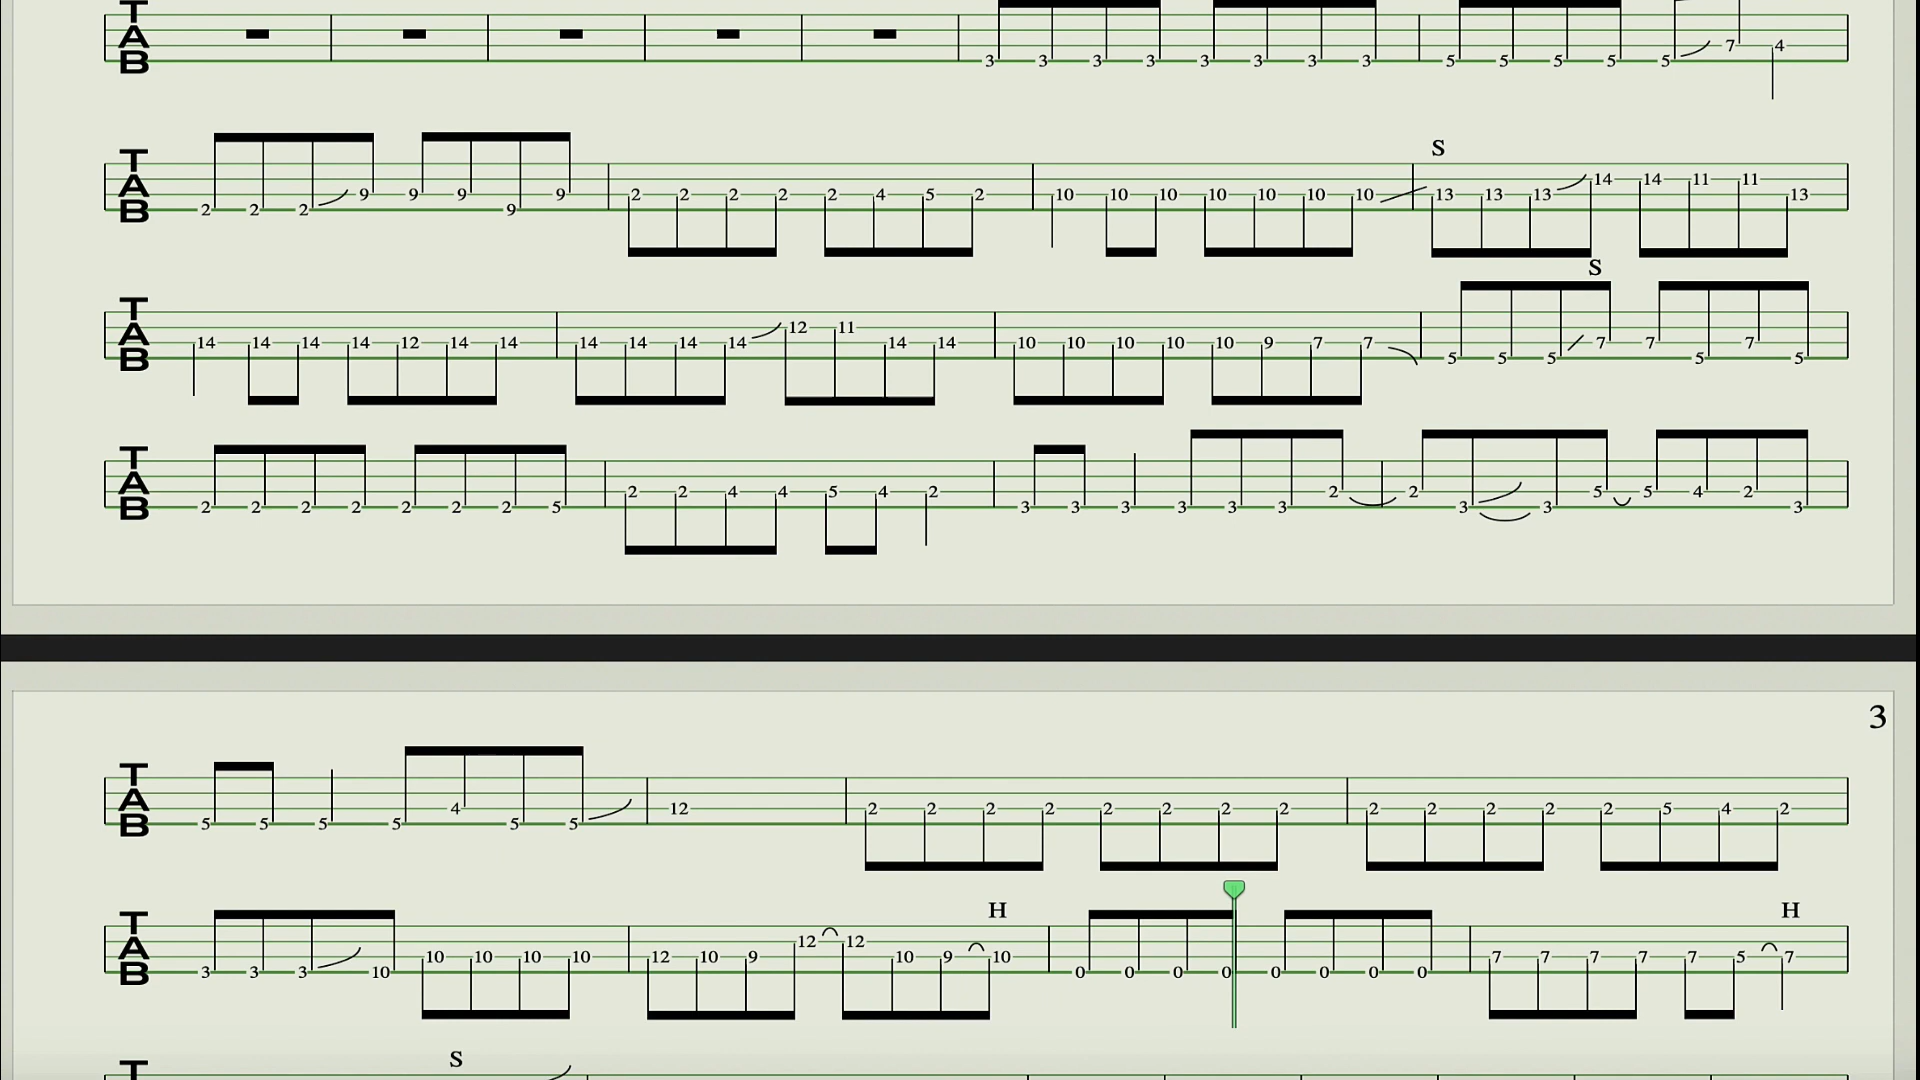 TAB 3 3 3 3 3 3 3 3 5 5 5 5 5 7 4
S
TAB 2 2 2 9 9 9 9 9 2 2 2 2 2 4 5 2 10 10 10 10 10 10 10 13 13 13 14 14 11 11 13
S
TAB 14 14 14 14 12 14 14 14 14 14 14 12 11 14 14 10 10 10 10 10 9 7 7 5 5 5 7 7 5 7 5
TAB 2 2 2 2 2 2 2 5 2 2 4 4 5 4 2 3 3 3 3 3 3 2 2 3 3 5 5 4 2 3
3
TAB 5 5 5 5 4 5 5 12 2 2 2 2 2 2 2 2 2 2 2 2 2 5 4 2
H H
TAB 3 3 3 10 10 10 10 10 12 10 9 12 12 10 9 10 0 0 0 0 0 0 0 0 7 7 7 7 7 5 7
S
T